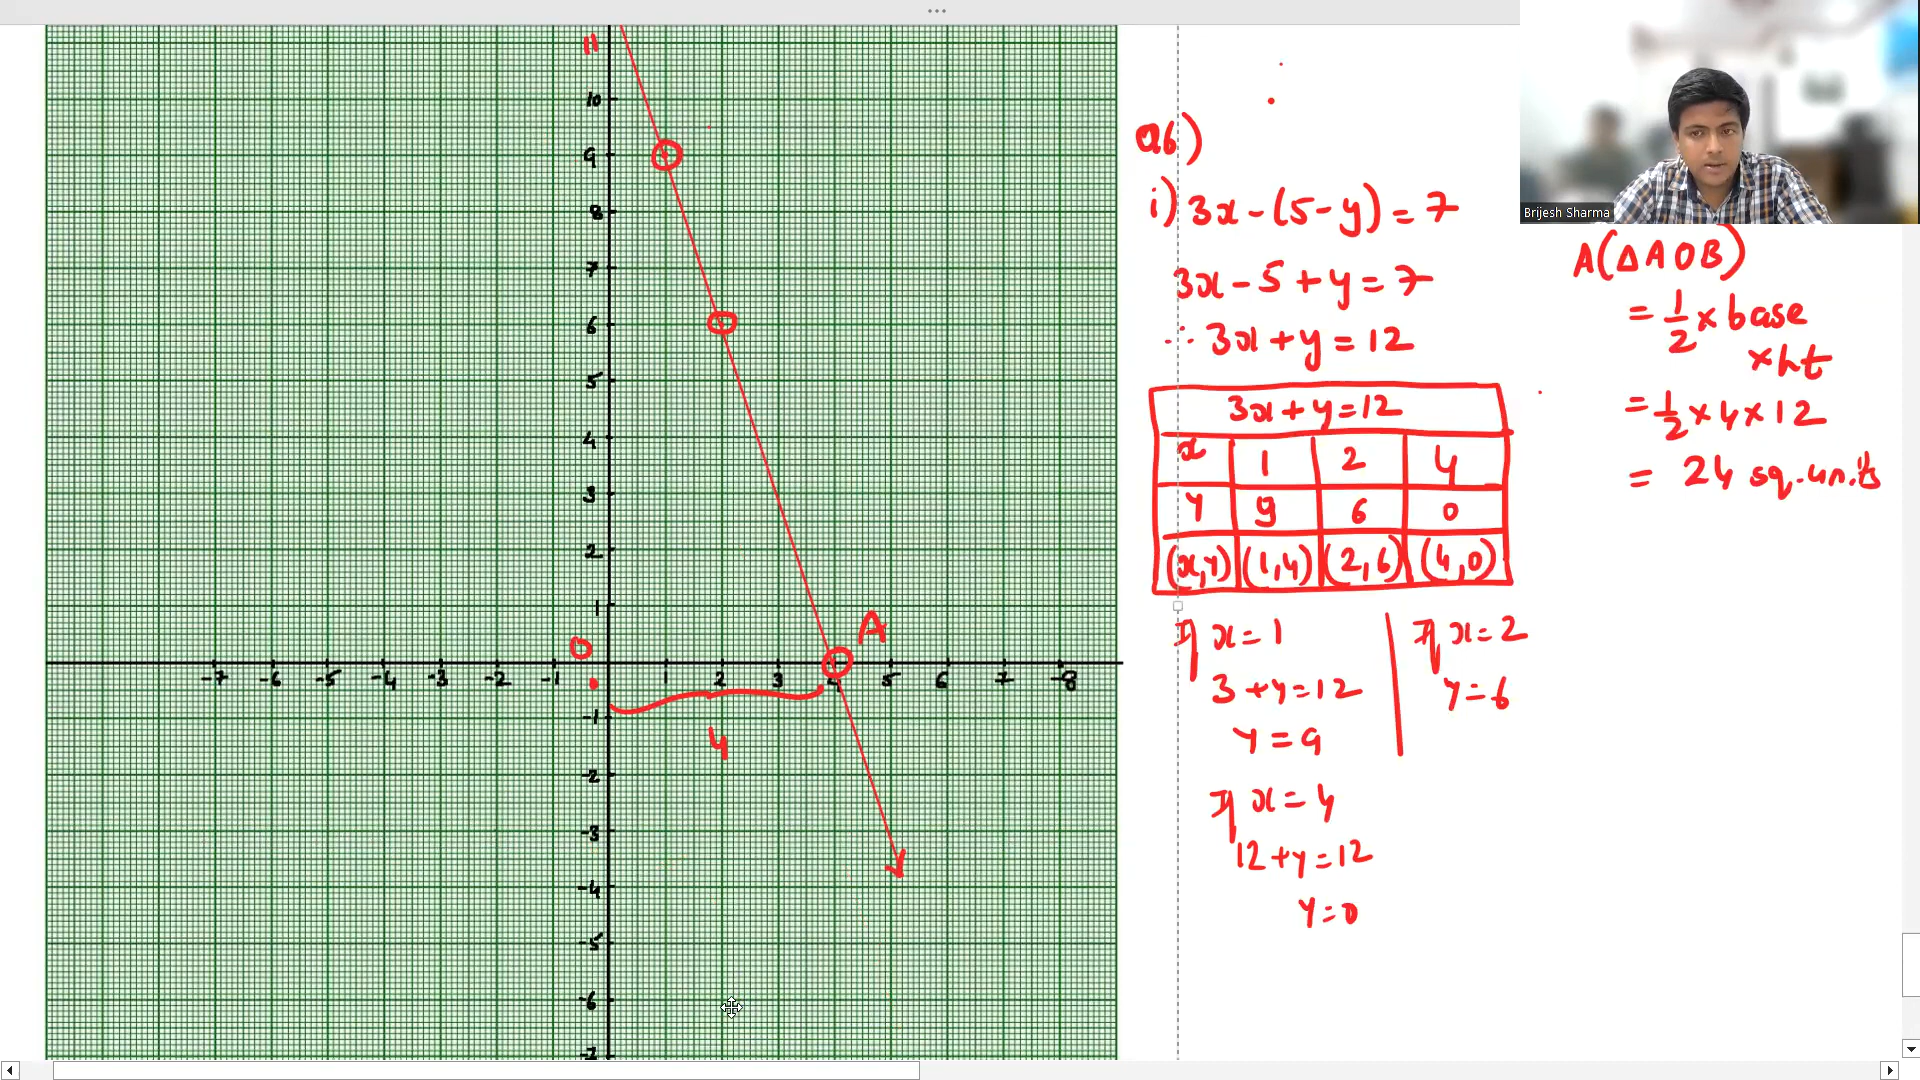 11
10
9
8
7
6
5
4
3
2
1
O
A
-7 -6 -5 -4 -3 -2 -1 1 2 3 4 5 6 7 -8
-1
4
-2
-3
-4
-5
-6
-7
Q6)
i) 3x - (5 - y) = 7
3x - 5 + y = 7
∴ 3x + y = 12
3x + y = 12
x 1 2 4
y 9 6 0
(x,y) (1,4) (2,6) (4,0)
If x = 1
3 + y = 12
y = 9
If x = 2
y = 6
If x = 4
12 + y = 12
y = 0
Brijesh Sharma
A(ΔAOB)
= 1/2 × base
× ht
= 1/2 × 4 × 12
= 24 sq. units